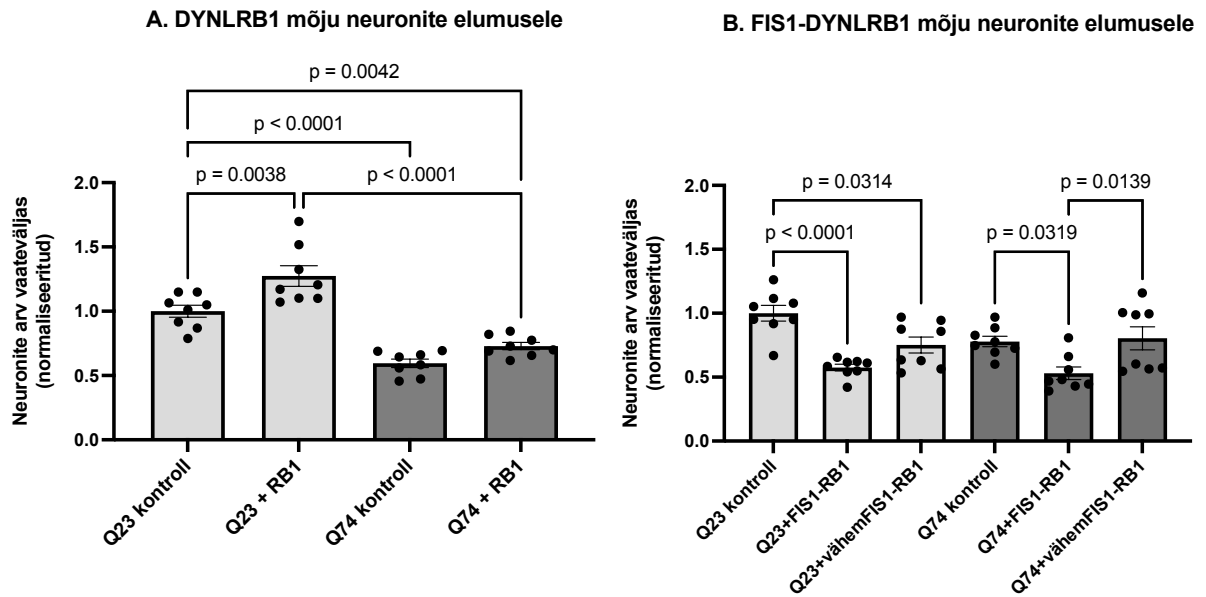 A. DYNLRB1 mõju neuronite elumusele
p = 0.0042
p < 0.0001
p = 0.0038
p < 0.0001
Neuronite arv vaateväljas
(normaliseeritud)
2.0
1.5
1.0
0.5
0.0
Q23 kontroll
Q23 + RB1
Q74 kontroll
Q74 + RB1
B. FIS1-DYNLRB1 mõju neuronite elumusele
p = 0.0314
p = 0.0139
p < 0.0001
p = 0.0319
Neuronite arv vaateväljas
(normaliseeritud)
2.0
1.5
1.0
0.5
0.0
Q23 kontroll
Q23+FIS1-RB1
Q23+vähemFIS1-RB1
Q74 kontroll
Q74+FIS1-RB1
Q74+vähemFIS1-RB1